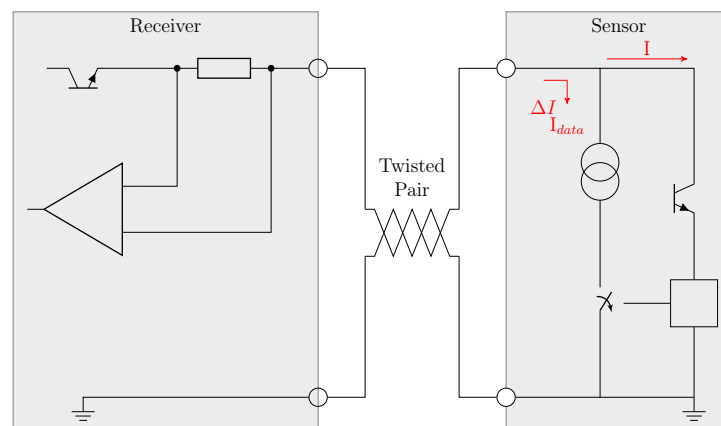 Receiver
Sensor
I
ΔI
I_data
Twisted
Pair